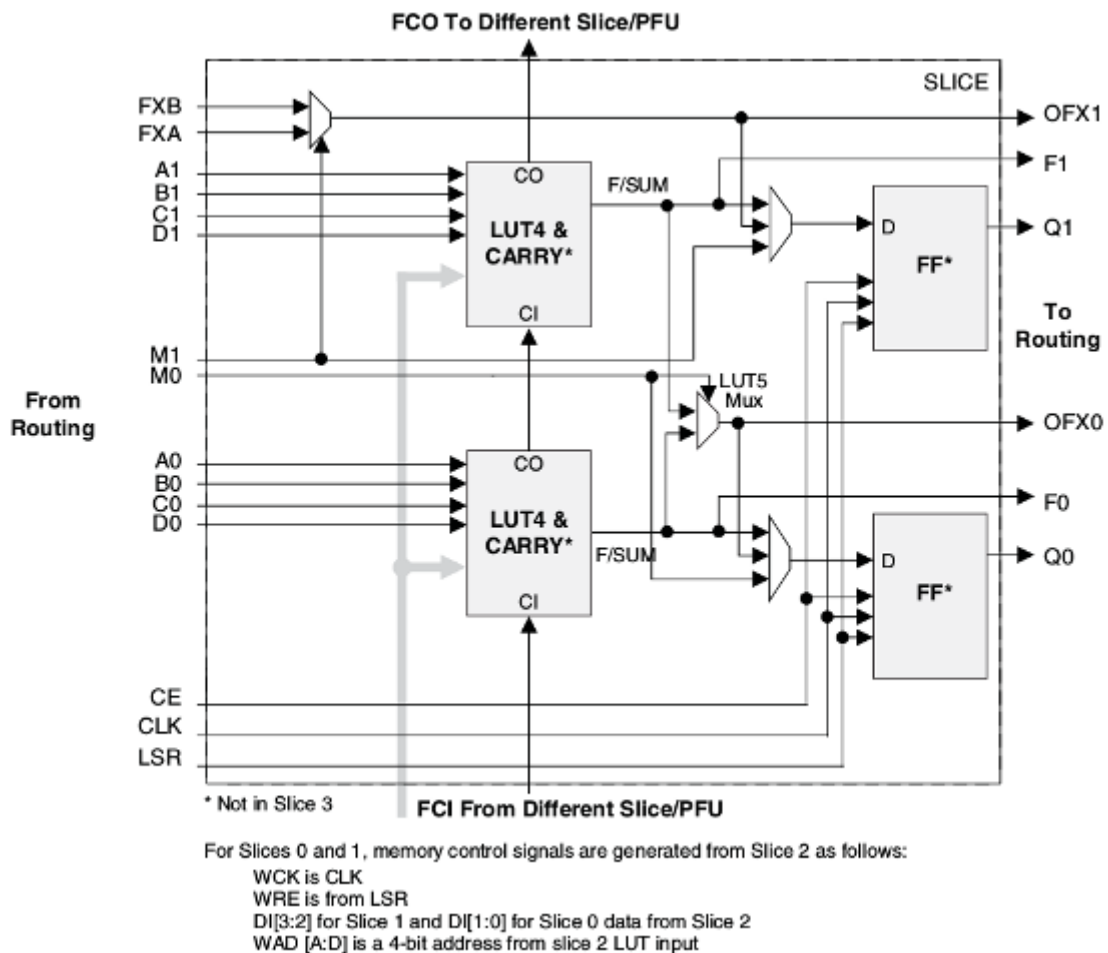 FCO To Different Slice/PFU
SLICE
FXB
FXA
OFX1
F1
A1
B1
C1
D1
CO
F/SUM
LUT4 &
CARRY*
CI
D
FF*
Q1
To
Routing
M1
M0
From
Routing
LUT5
Mux
OFX0
A0
B0
C0
D0
CO
LUT4 &
CARRY*
F/SUM
CI
F0
D
FF*
Q0
CE
CLK
LSR
* Not in Slice 3
FCI From Different Slice/PFU
For Slices 0 and 1, memory control signals are generated from Slice 2 as follows:
WCK is CLK
WRE is from LSR
DI[3:2] for Slice 1 and DI[1:0] for Slice 0 data from Slice 2
WAD [A:D] is a 4-bit address from slice 2 LUT input